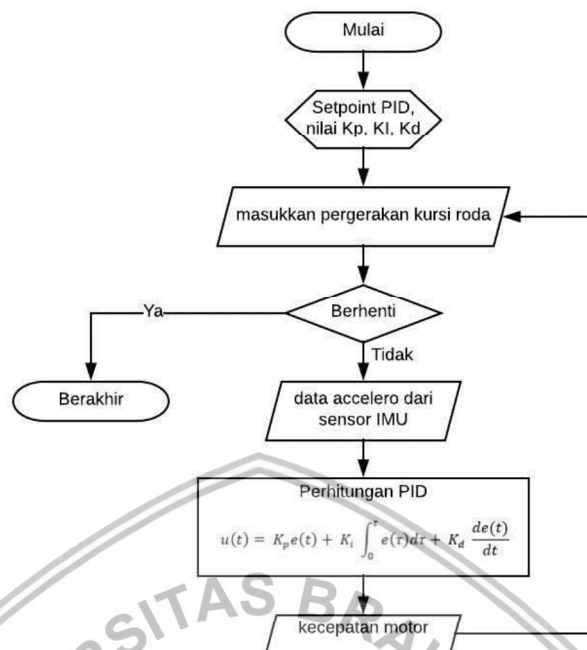 Mulai
Setpoint PID,
nilai Kp, KI, Kd
masukkan pergerakan kursi roda
Berhenti
Ya
Tidak
Berakhir
data accelero dari
sensor IMU
Perhitungan PID
u(t) = K_p e(t) + K_i ∫_0^t e(τ)dτ + K_d de(t)/dt
SITAS BRA
kecepatan motor